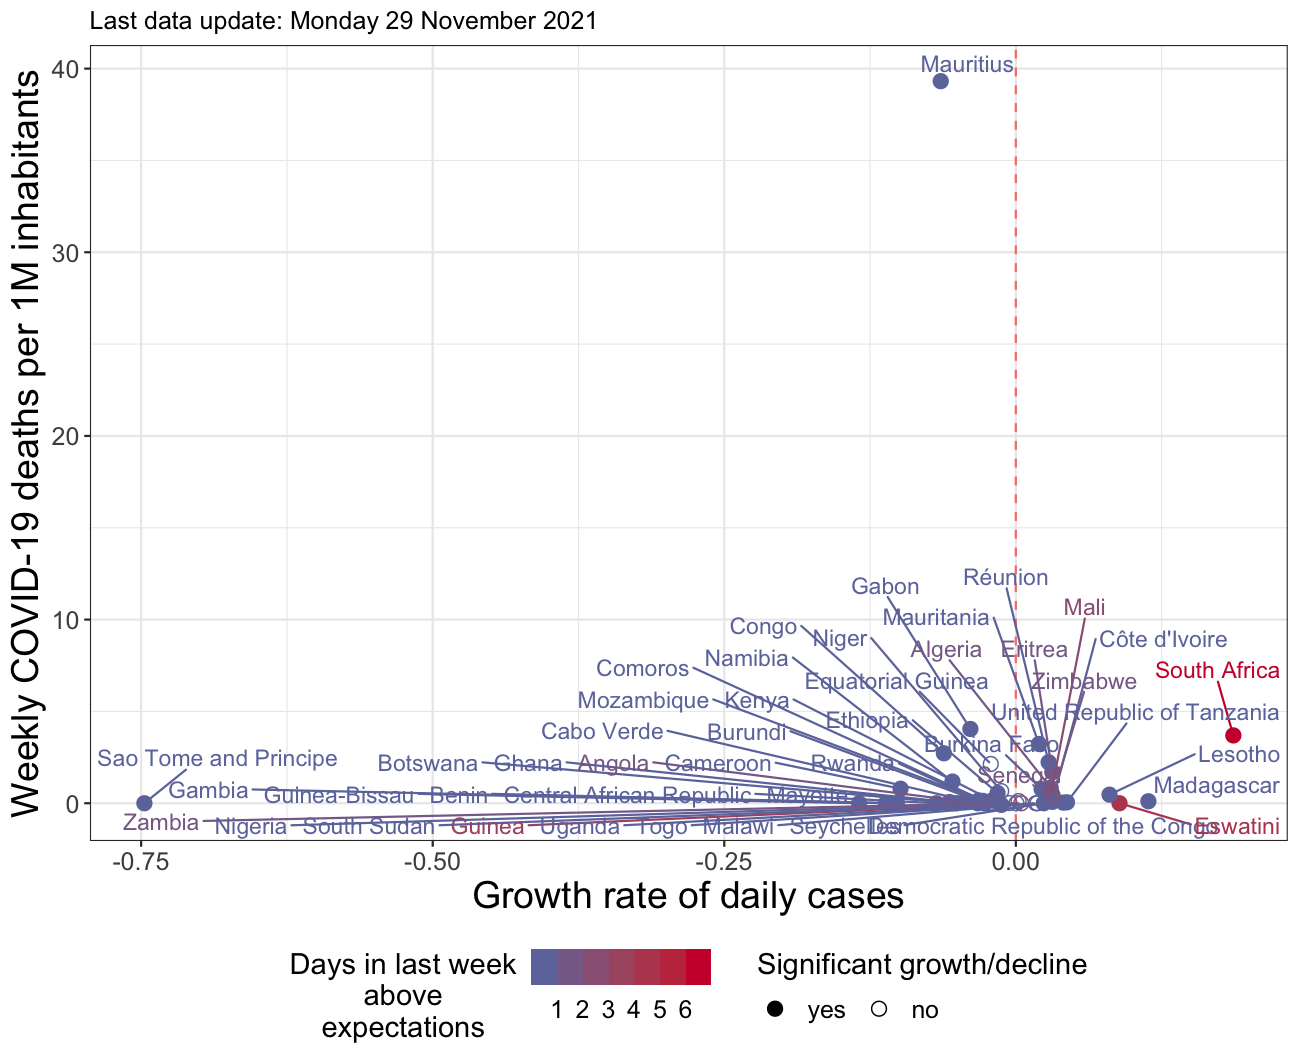 Last data update: Monday 29 November 2021
Weekly COVID-19 deaths per 1M inhabitants
40
30
20
10
0
Mauritius
Réunion
Gabon
Mali
Mauritania
Congo
Niger
Côte d'Ivoire
Algeria
Eritrea
Namibia
Comoros
South Africa
Equatorial Guinea
Zimbabwe
Mozambique
Kenya
United Republic of Tanzania
Ethiopia
Cabo Verde
Burundi
Burkina Faso
Lesotho
Sao Tome and Principe
Botswana
Ghana
Angola
Cameroon
Rwanda
Senegal
Madagascar
Gambia
Guinea-Bissau
Benin
Central African Republic
Mayotte
Zambia
Nigeria
South Sudan
Guinea
Uganda
Togo
Malawi
Seychelles
Democratic Republic of the Congo
Eswatini
-0.75
-0.50
-0.25
0.00
Growth rate of daily cases
Days in last week
above
expectations
1 2 3 4 5 6
Significant growth/decline
yes
no